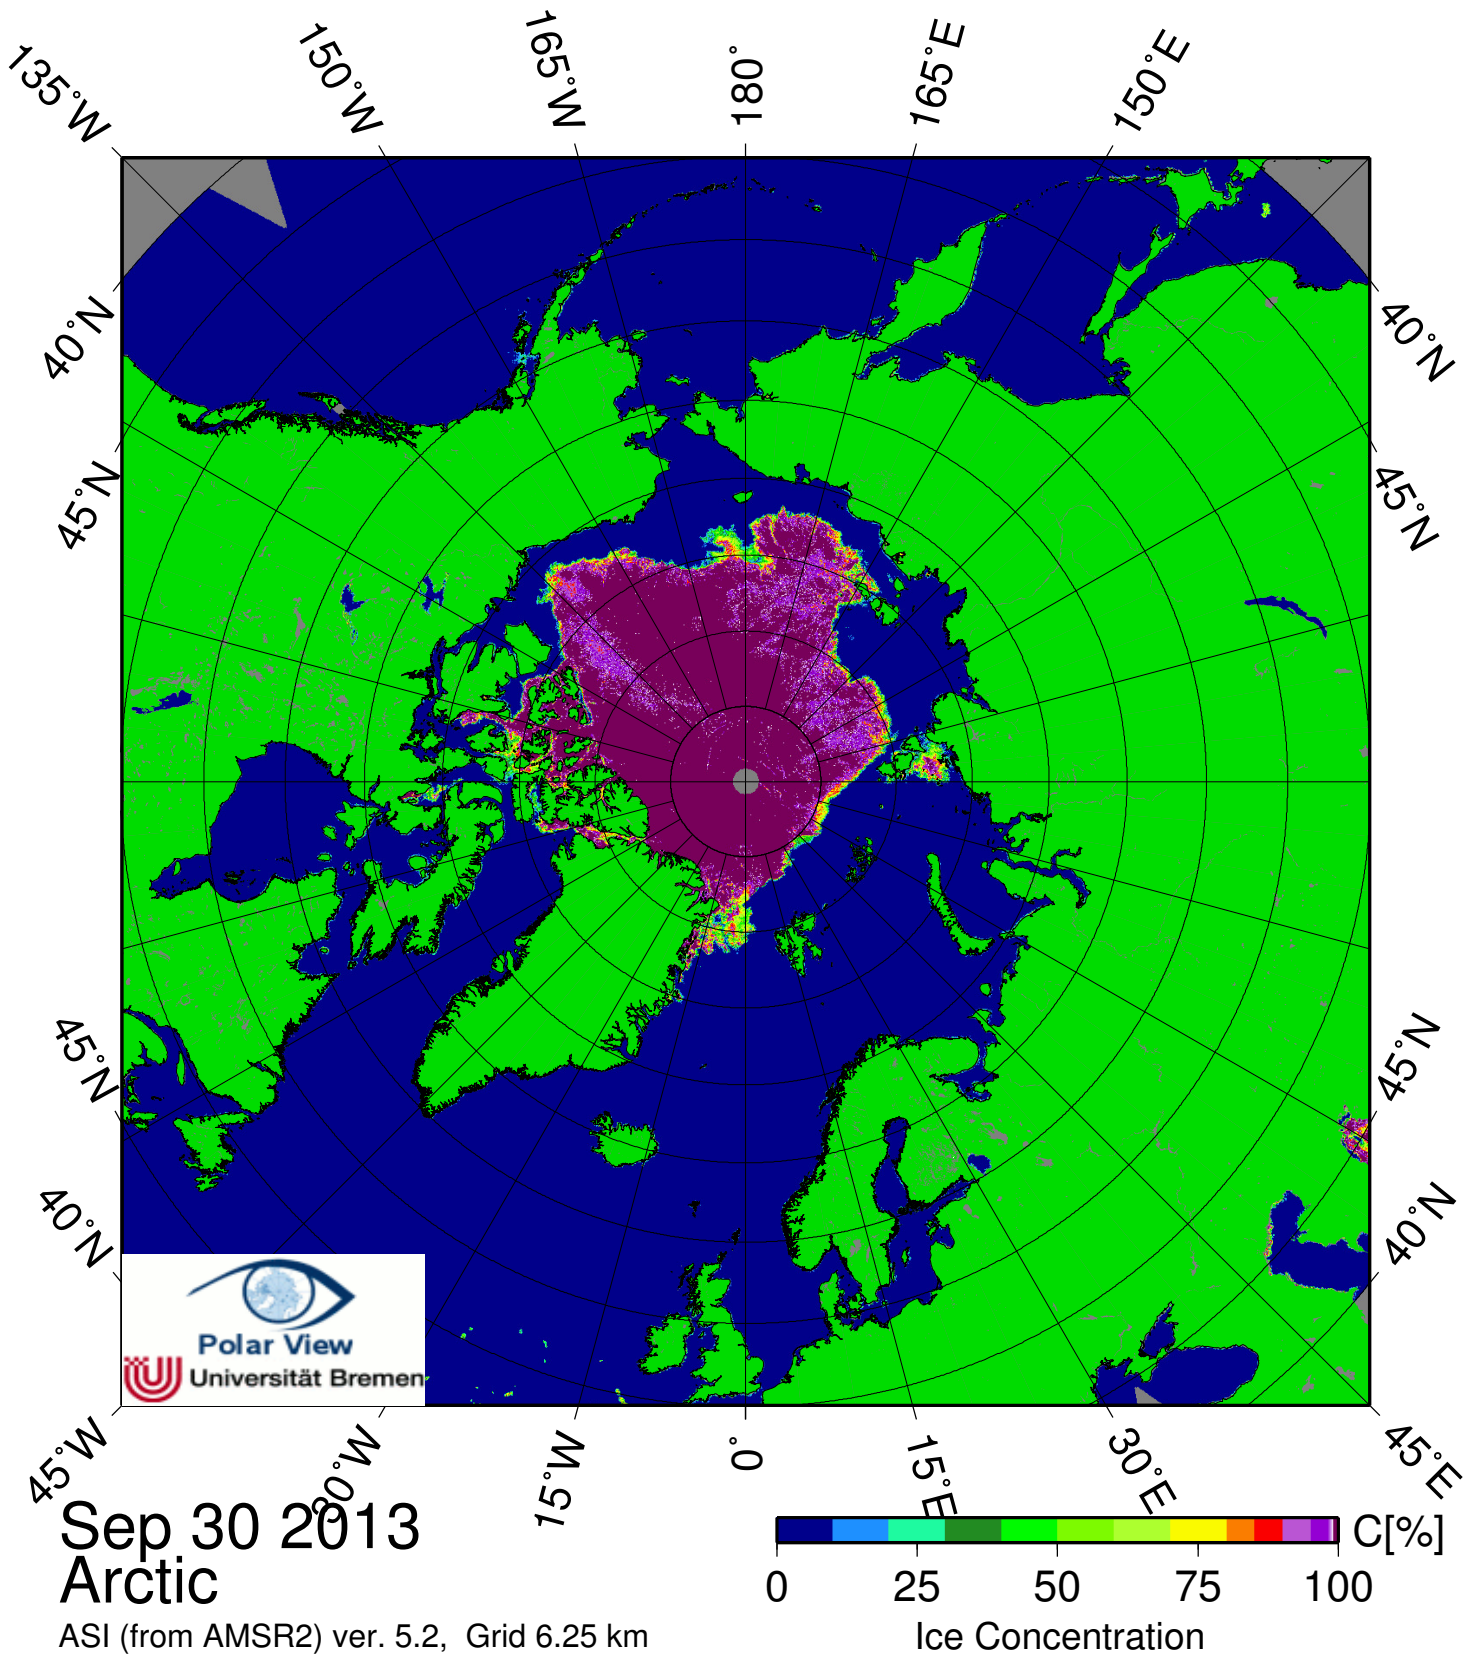 135°W
150°W
165°W
180°
165°E
150°E
40°N
40°N
45°N
45°N
45°N
45°N
40°N
40°N
Polar View
Universität Bremen
45°W
30°W
15°W
0°
15°E
30°E
45°E
Sep 30 2013
Arctic
ASI (from AMSR2) ver. 5.2, Grid 6.25 km
C[%]
0 25 50 75 100
Ice Concentration